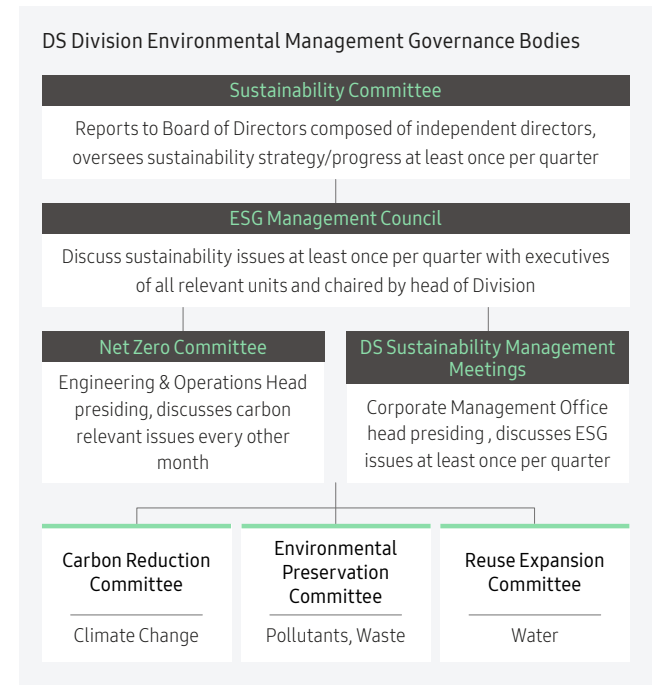 DS Division Environmental Management Governance Bodies
Sustainability Committee
Reports to Board of Directors composed of independent directors,
oversees sustainability strategy/progress at least once per quarter
ESG Management Council
Discuss sustainability issues at least once per quarter with executives
of all relevant units and chaired by head of Division
Net Zero Committee
Engineering & Operations Head
presiding, discusses carbon
relevant issues every other
month
DS Sustainability Management
Meetings
Corporate Management Office
head presiding , discusses ESG
issues at least once per quarter
Carbon Reduction
Committee
Climate Change
Environmental
Preservation
Committee
Pollutants, Waste
Reuse Expansion
Committee
Water